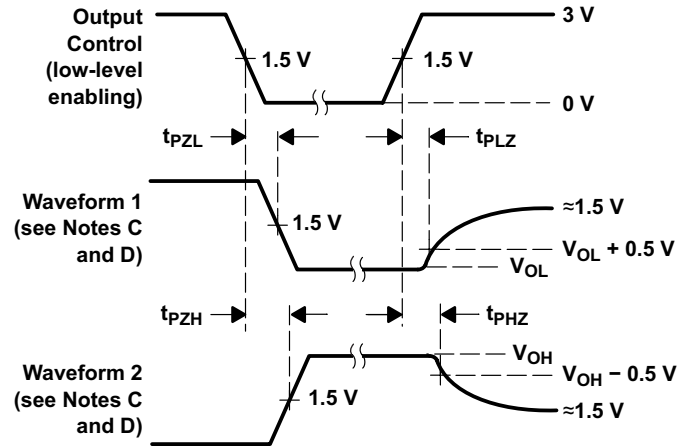 Output
Control
(low-level
enabling)
3 V
1.5 V
1.5 V
0 V
tPZL
tPLZ
Waveform 1
(see Notes C
and D)
1.5 V
≈1.5 V
VOL + 0.5 V
VOL
tPZH
tPHZ
Waveform 2
(see Notes C
and D)
1.5 V
VOH
VOH − 0.5 V
≈1.5 V